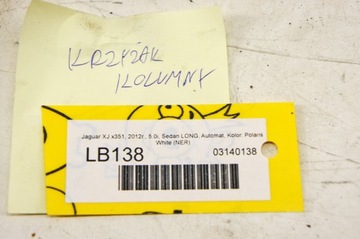 KRZYŻAK
KOLUMNY
Jaguar XJ x351, 2012r., 5.0i, Sedan LONG, Automat, Kolor: Polaris
White (NER)
LB138
03140138